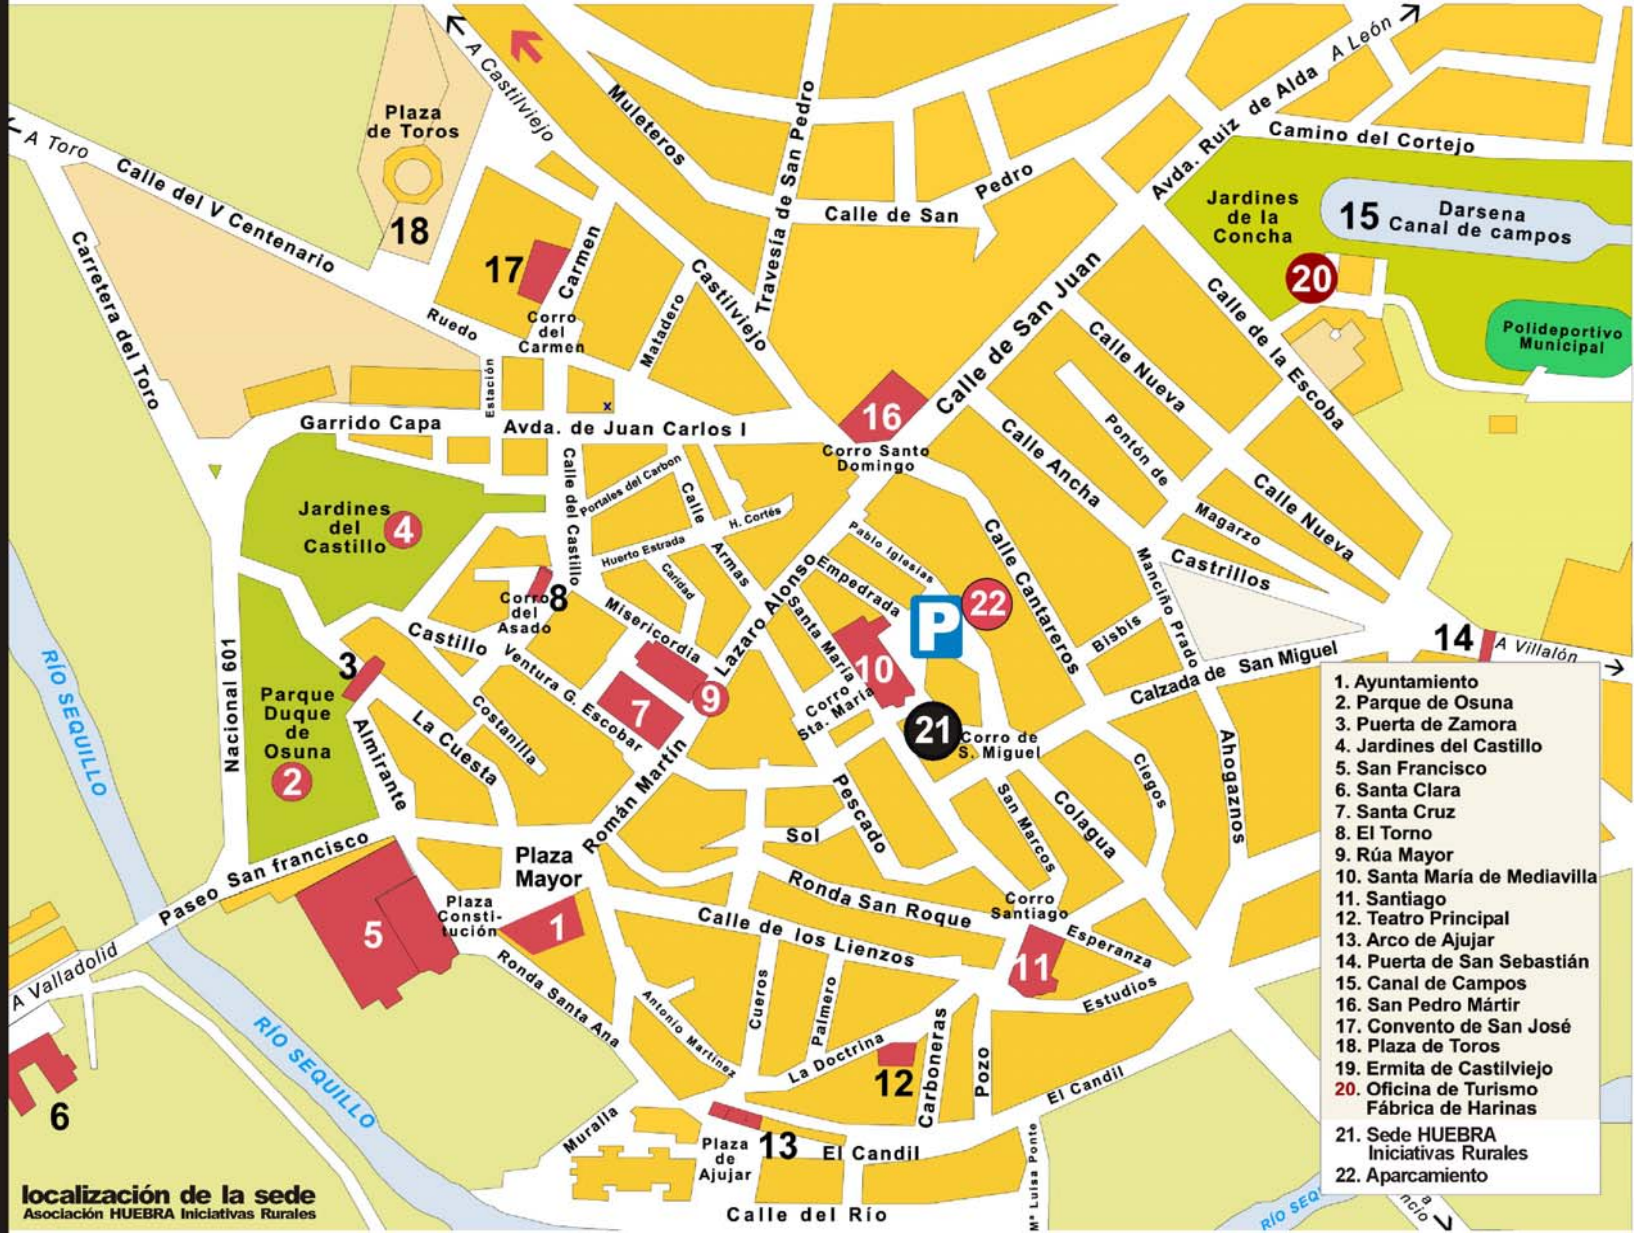 A Castilviejo
A León
Muleteros
Plaza
de Toros
18
A Toro
Calle del V Centenario
Carretera del Toro
Travesía de San Pedro
Calle de San
Pedro
Avda. Ruiz de Alda
Camino del Cortejo
Jardines
de la
Concha
15
Darsena
Canal de campos
20
Polideportivo
Municipal
17
Carmen
Corro
del
Carmen
Ruedo
Matadero
Castilviejo
Estación
x
Calle de San Juan
Calle de la Escoba
Calle Nueva
Garrido Capa
Avda. de Juan Carlos I
16
Corro Santo
Domingo
Calle Ancha
Pontón de
Magarzo
Calle Nueva
Castrillos
Jardines
del
Castillo
4
Calle del Castillo
Portales del Carbon
Calle
Armas
H. Cortés
Huerto Estrada
Caridad
Pablo Iglesias
Empedrada
Calle Cantareros
Manciño Prado
Bisbis
P
22
Corro
del
Asado
8
Misericordia
Lazaro Alonso
Santa María
Corro
Sta. María
10
Castillo
Ventura G. Escobar
Costanilla
La Cuesta
7
9
3
Parque
Duque
de
Osuna
2
Nacional 601
RÍO SEQUILLO
Almirante
21
Corro de
S. Miguel
Calzada de San Miguel
14
A Villalón
Ahogaznos
Ciegos
Colagua
San Marcos
Pescado
Sol
Román Martín
Plaza
Mayor
Paseo San francisco
A Valladolid
5
Plaza
Consti-
tución
1
Ronda San Roque
Calle de los Lienzos
Corro
Santiago
11
Esperanza
Estudios
Ronda Santa Ana
Antonio Martinez
Cueros
Palmero
La Doctrina
12
Carboneras
Pozo
El Candil
RÍO SEQUILLO
6
Muralla
Plaza
de
Ajujar
13
El Candil
Mª Luisa Ponte
Calle del Río
RÍO SEQ
a
ncio
1. Ayuntamiento
2. Parque de Osuna
3. Puerta de Zamora
4. Jardines del Castillo
5. San Francisco
6. Santa Clara
7. Santa Cruz
8. El Torno
9. Rúa Mayor
10. Santa María de Mediavilla
11. Santiago
12. Teatro Principal
13. Arco de Ajujar
14. Puerta de San Sebastián
15. Canal de Campos
16. San Pedro Mártir
17. Convento de San José
18. Plaza de Toros
19. Ermita de Castilviejo
20. Oficina de Turismo
Fábrica de Harinas
21. Sede HUEBRA
Iniciativas Rurales
22. Aparcamiento
localización de la sede
Asociación HUEBRA Iniciativas Rurales